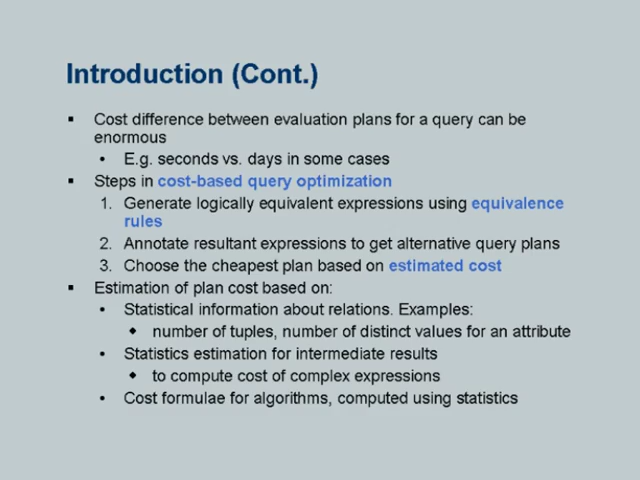 Introduction (Cont.)
▪ Cost difference between evaluation plans for a query can be
enormous
• E.g. seconds vs. days in some cases
▪ Steps in cost-based query optimization
1. Generate logically equivalent expressions using equivalence
rules
2. Annotate resultant expressions to get alternative query plans
3. Choose the cheapest plan based on estimated cost
▪ Estimation of plan cost based on:
• Statistical information about relations. Examples:
◆ number of tuples, number of distinct values for an attribute
• Statistics estimation for intermediate results
◆ to compute cost of complex expressions
• Cost formulae for algorithms, computed using statistics